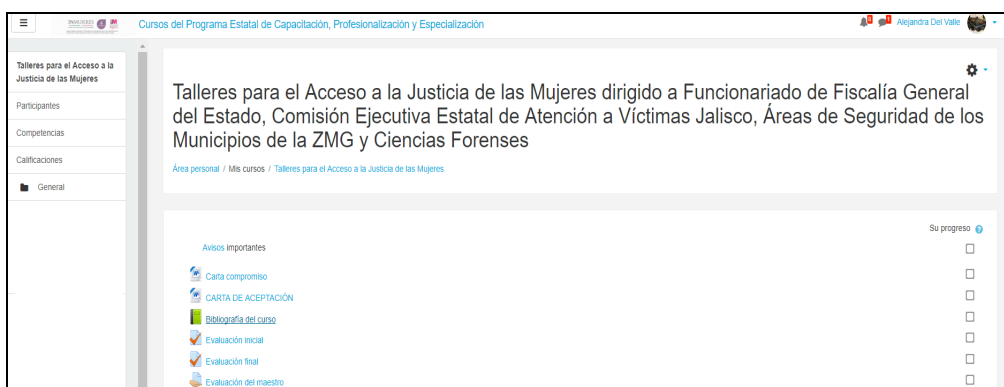 INMUJERES
Cursos del Programa Estatal de Capacitación, Profesionalización y Especialización
Alejandra Del Valle
Talleres para el Acceso a la
Justicia de las Mujeres
Participantes
Competencias
Calificaciones
General
Talleres para el Acceso a la Justicia de las Mujeres dirigido a Funcionariado de Fiscalía General
del Estado, Comisión Ejecutiva Estatal de Atención a Víctimas Jalisco, Áreas de Seguridad de los
Municipios de la ZMG y Ciencias Forenses
Área personal / Mis cursos / Talleres para el Acceso a la Justicia de las Mujeres
Su progreso
Avisos importantes
Carta compromiso
CARTA DE ACEPTACIÓN
Bibliografía del curso
Evaluación inicial
Evaluación final
Evaluación del maestro